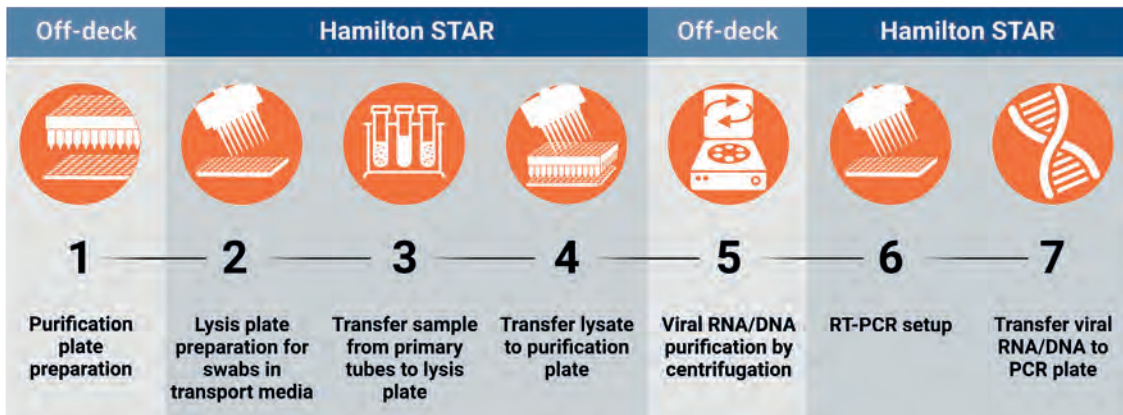 Off-deck
Hamilton STAR
Off-deck
Hamilton STAR
1
2
3
4
5
6
7
Purification
plate
preparation
Lysis plate
preparation for
swabs in
transport media
Transfer sample
from primary
tubes to lysis
plate
Transfer lysate
to purification
plate
Viral RNA/DNA
purification by
centrifugation
RT-PCR setup
Transfer viral
RNA/DNA to
PCR plate